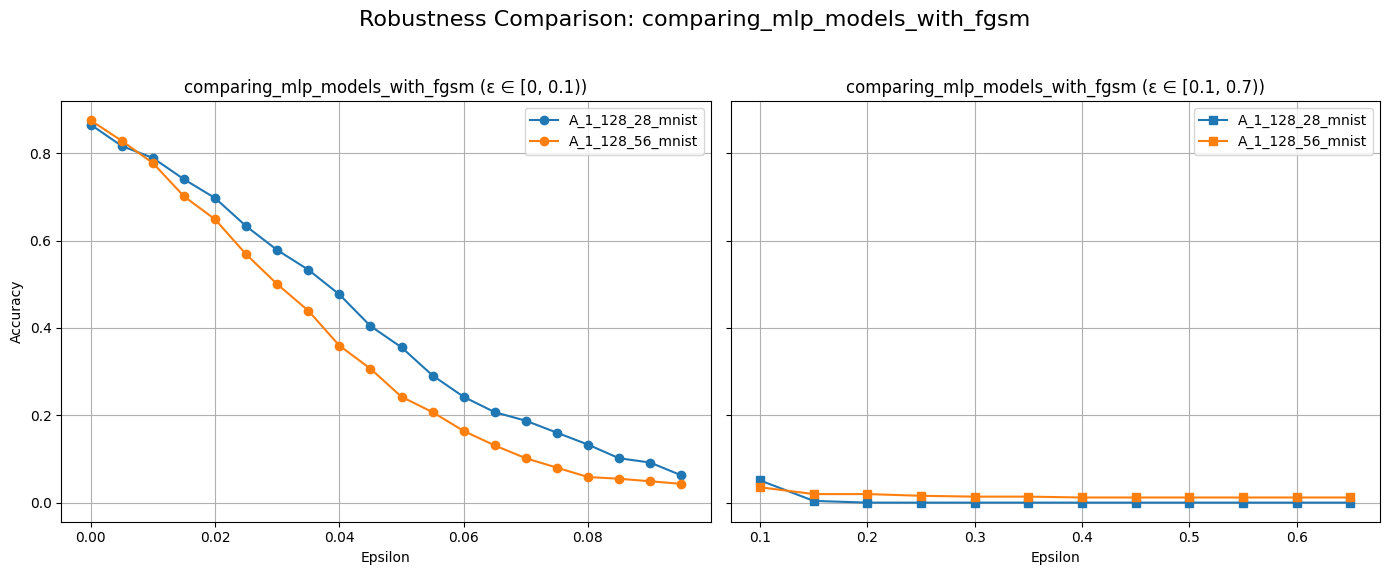 Robustness Comparison: comparing_mlp_models_with_fgsm
comparing_mlp_models_with_fgsm (ε ∈ [0, 0.1))
A_1_128_28_mnist
A_1_128_56_mnist
Accuracy
0.8
0.6
0.4
0.2
0.0
0.00 0.02 0.04 0.06 0.08
Epsilon
comparing_mlp_models_with_fgsm (ε ∈ [0.1, 0.7))
A_1_128_28_mnist
A_1_128_56_mnist
0.1 0.2 0.3 0.4 0.5 0.6
Epsilon